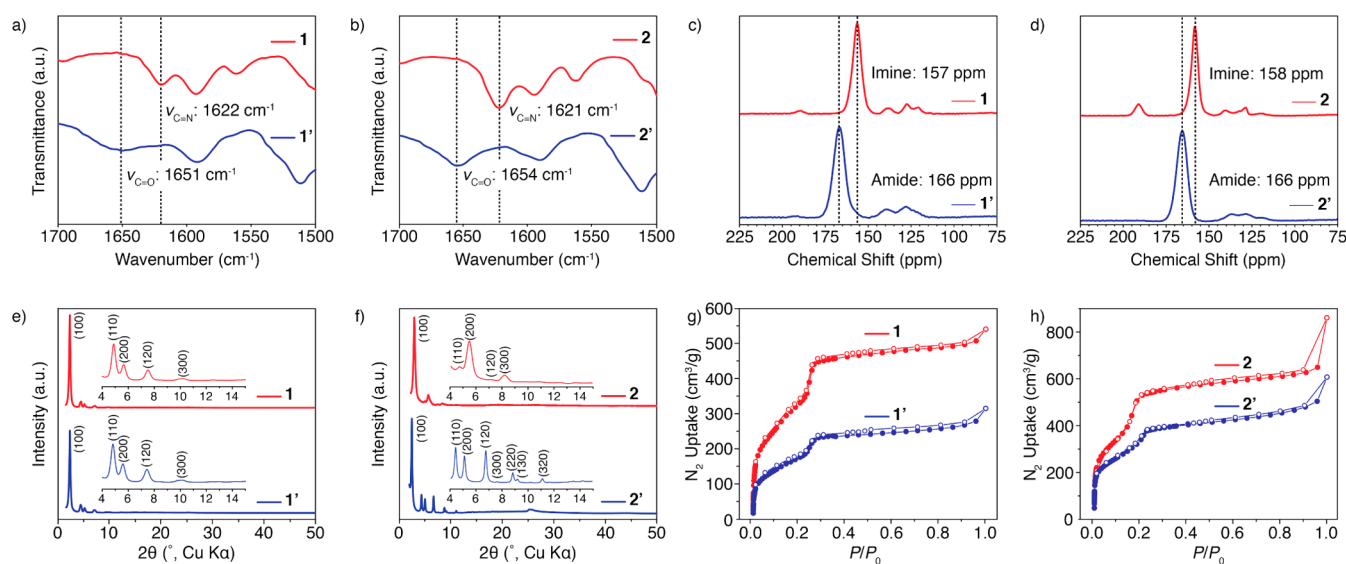 a)
Transmittance (a.u.)
1
νC=N: 1622 cm⁻¹
1’
νC=O: 1651 cm⁻¹
1700 1650 1600 1550 1500
Wavenumber (cm⁻¹)
b)
Transmittance (a.u.)
2
νC=N: 1621 cm⁻¹
2’
νC=O: 1654 cm⁻¹
1700 1650 1600 1550 1500
Wavenumber (cm⁻¹)
c)
Imine: 157 ppm
1
Amide: 166 ppm
1’
225 200 175 150 125 100 75
Chemical Shift (ppm)
d)
Imine: 158 ppm
2
Amide: 166 ppm
2’
225 200 175 150 125 100 75
Chemical Shift (ppm)
e)
Intensity (a.u.)
(100)
(110)
(200)
(120)
(300)
4 6 8 10 12 14
1
(100)
(110)
(200)
(120)
(300)
4 6 8 10 12 14
1’
0 10 20 30 40 50
2θ (°, Cu Kα)
f)
Intensity (a.u.)
(100)
(110)
(200)
(120)
(300)
4 6 8 10 12 14
2
(100)
(110)
(200)
(120)
(300)
(220)
(130)
(320)
4 6 8 10 12 14
2’
0 10 20 30 40 50
2θ (°, Cu Kα)
g)
N₂ Uptake (cm³/g)
600
500
400
300
200
100
0
1
1’
0.0 0.2 0.4 0.6 0.8 1.0
P/P₀
h)
N₂ Uptake (cm³/g)
800
600
400
200
0
2
2’
0.0 0.2 0.4 0.6 0.8 1.0
P/P₀